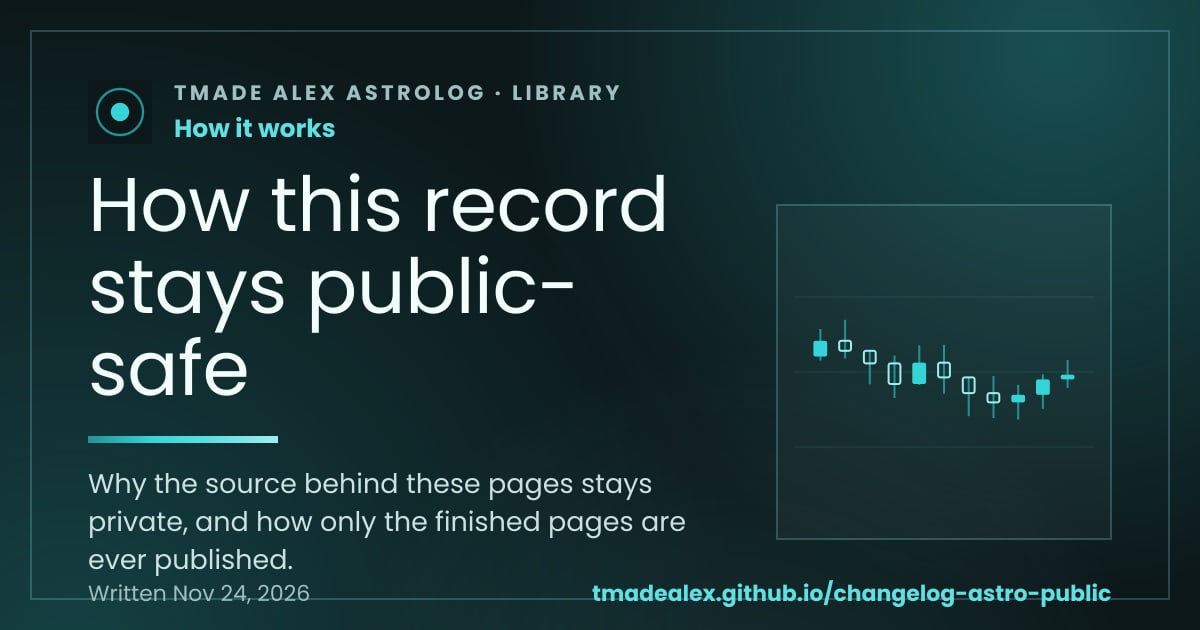 TMADE ALEX ASTROLOG · LIBRARY
How it works
How this record
stays public-
safe
Why the source behind these pages stays
private, and how only the finished pages are
ever published.
Written Nov 24, 2026
tmadealex.github.io/changelog-astro-public